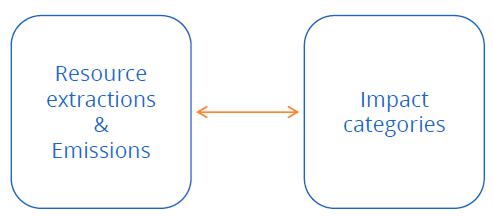 Resource
extractions
&
Emissions
Impact
categories